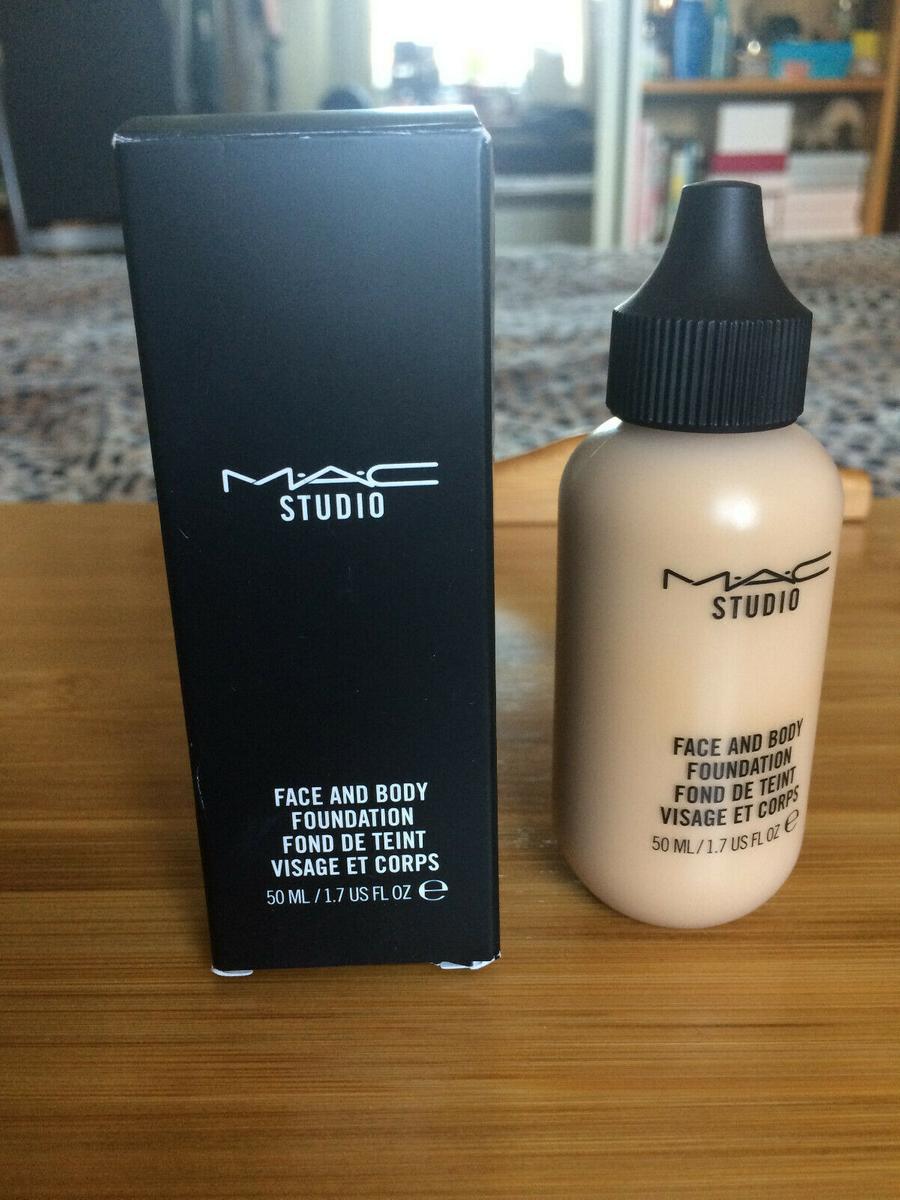 M·A·C
STUDIO
FACE AND BODY
FOUNDATION
FOND DE TEINT
VISAGE ET CORPS
50 ML / 1.7 US FL OZ ℮
M·A·C
STUDIO
FACE AND BODY
FOUNDATION
FOND DE TEINT
VISAGE ET CORPS
50 ML / 1.7 US FL OZ ℮